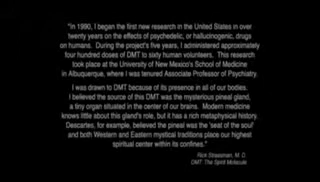 "In 1990, I began the first new research in the United States in over
twenty years on the effects of psychedelic, or hallucinogenic, drugs
on humans. During the project's five years, I administered approximately
four hundred doses of DMT to sixty human volunteers. This research
took place at the University of New Mexico's School of Medicine
in Albuquerque, where I was tenured Associate Professor of Psychiatry.
I was drawn to DMT because of its presence in all of our bodies.
I believed the source of this DMT was the mysterious pineal gland,
a tiny organ situated in the center of our brains. Modern medicine
knows little about this gland's role, but it has a rich metaphysical history.
Descartes, for example, believed the pineal was the 'seat of the soul'
and both Western and Eastern mystical traditions place our highest
spiritual center within its confines."
Rick Strassman, M. D.
DMT: The Spirit Molecule